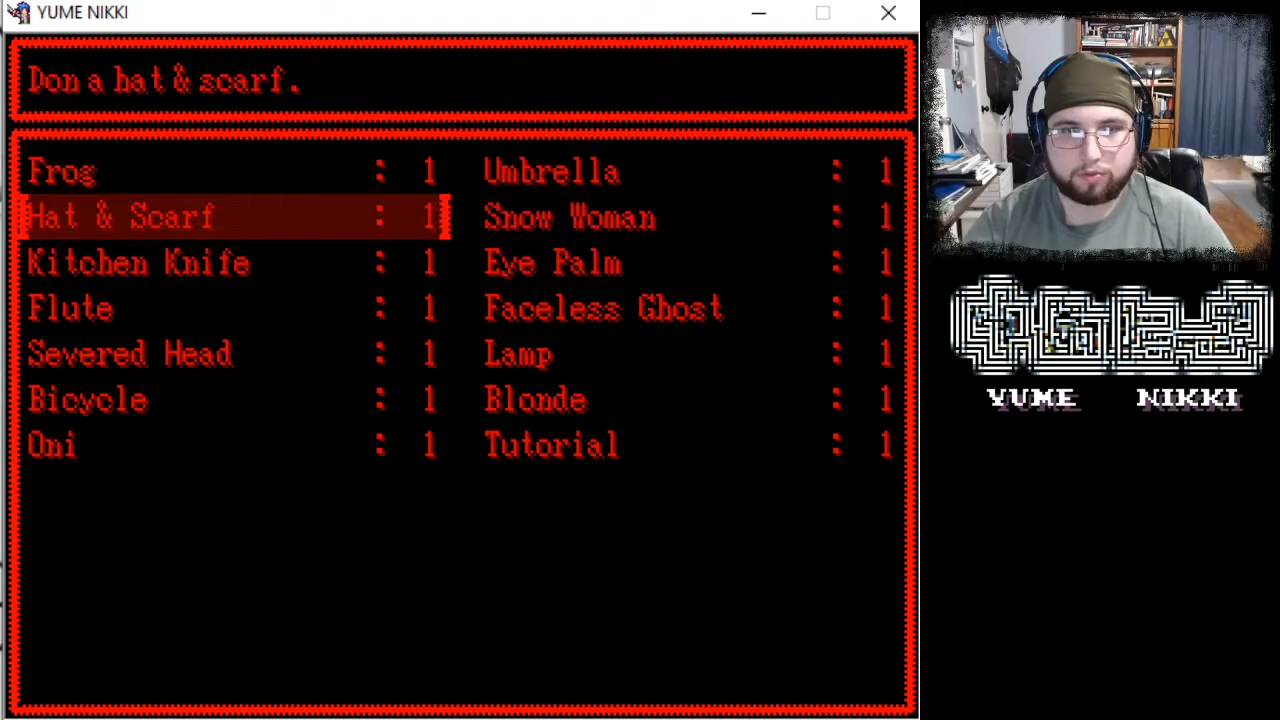 YUME NIKKI
Don a hat & scarf.
Frog : 1 Umbrella : 1
Hat & Scarf : 1 Snow Woman : 1
Kitchen Knife : 1 Eye Palm : 1
Flute : 1 Faceless Ghost : 1
Severed Head : 1 Lamp : 1
Bicycle : 1 Blonde : 1
Oni : 1 Tutorial : 1
YUME NIKKI